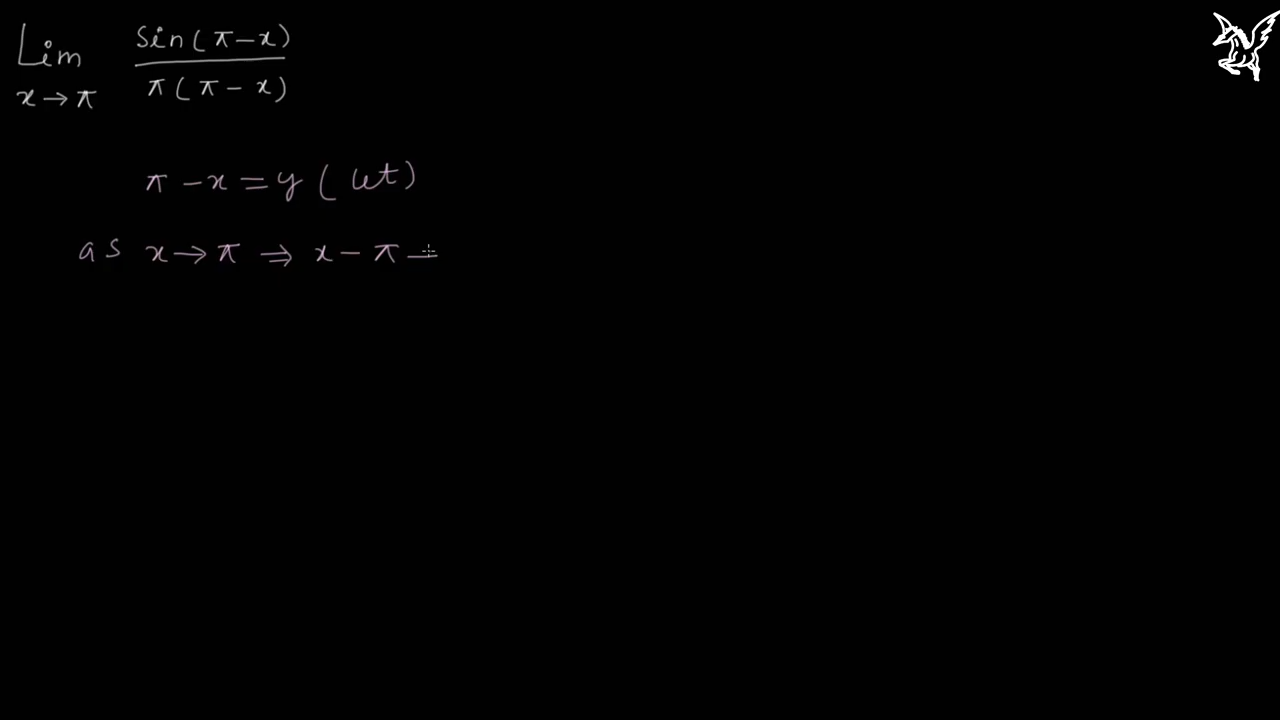 Lim sin(π-x)
x→π π(π-x)
π-x=y (let)
as x→π ⇒ x-π-